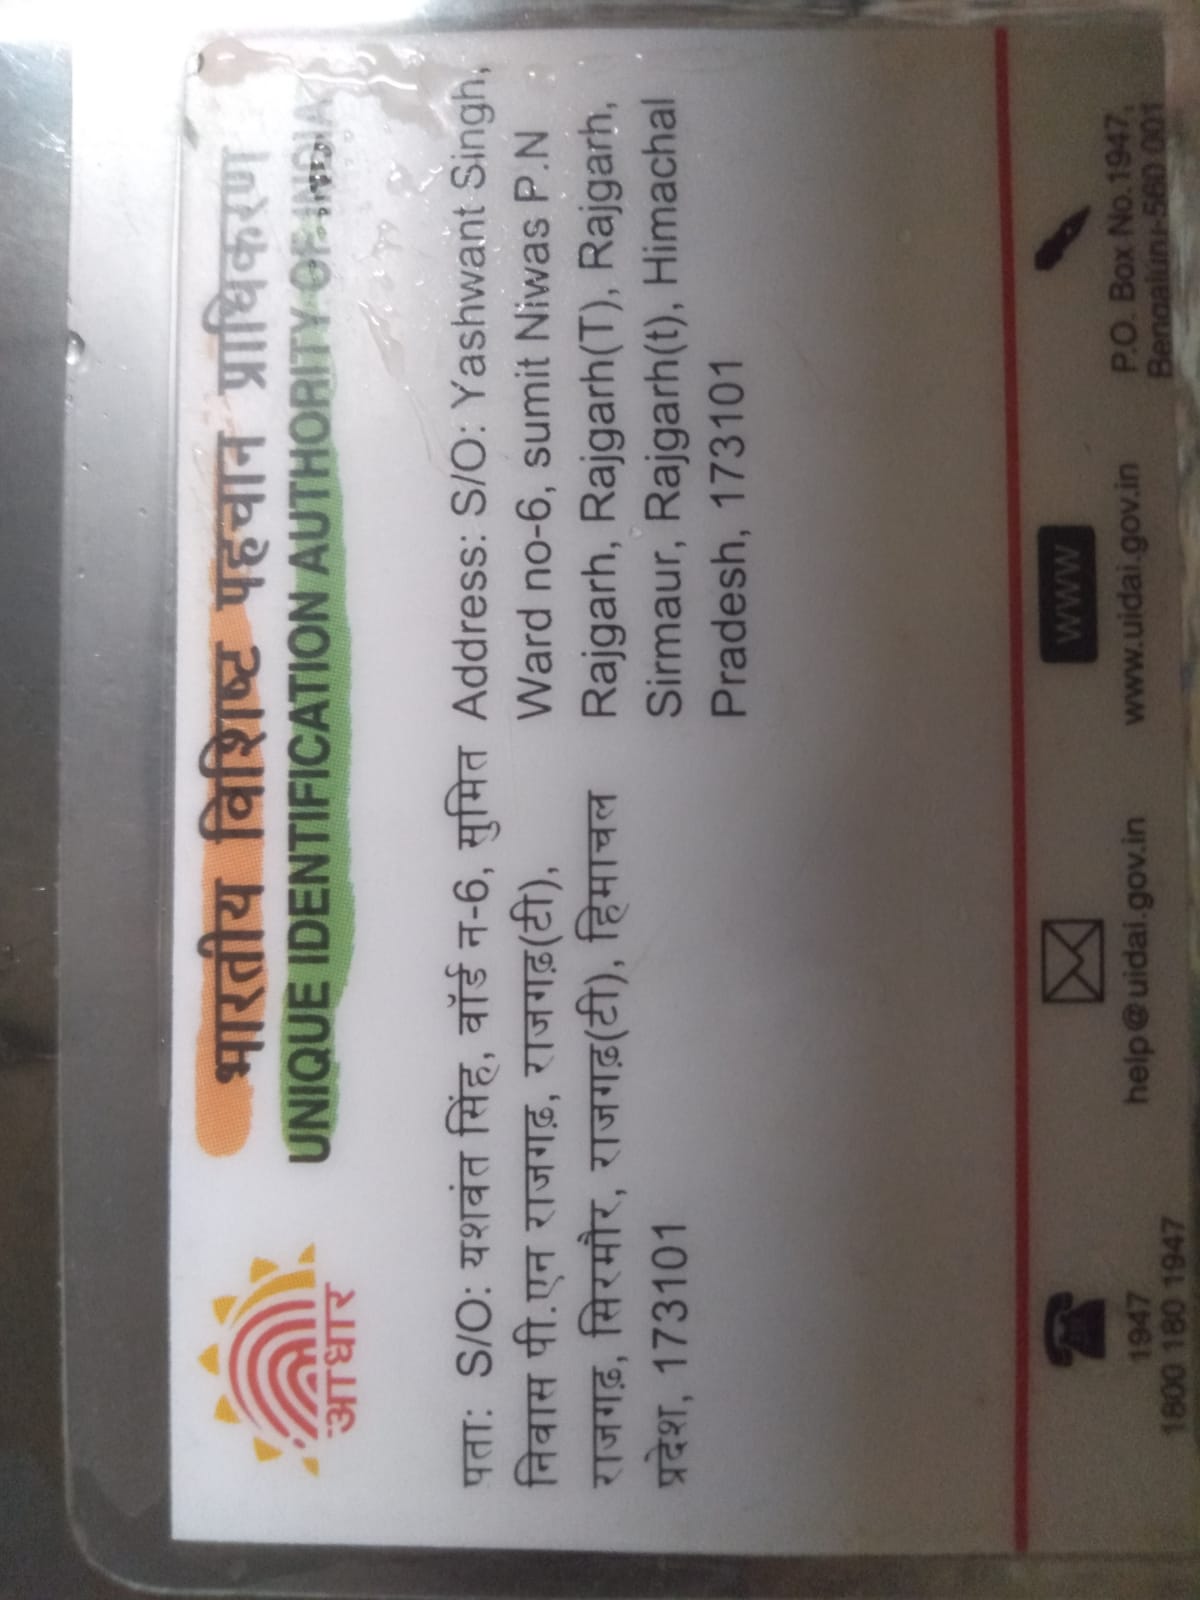 भारतीय विशिष्ट पहचान प्राधिकरण
UNIQUE IDENTIFICATION AUTHORITY OF INDIA
आधार
पता: S/O: यशवंत सिंह, वॉर्ड न-6, सुमित
निवास पी.एन राजगढ़, राजगढ़(टी),
राजगढ़, सिरमौर, राजगढ़(टी), हिमाचल
प्रदेश, 173101
Address: S/O: Yashwant Singh,
Ward no-6, sumit Niwas P.N
Rajgarh, Rajgarh(T), Rajgarh,
Sirmaur, Rajgarh(t), Himachal
Pradesh, 173101
1947
1800 180 1947
help@uidai.gov.in
WWW
www.uidai.gov.in
P.O. Box No.1947,
Bengaluru-560 001